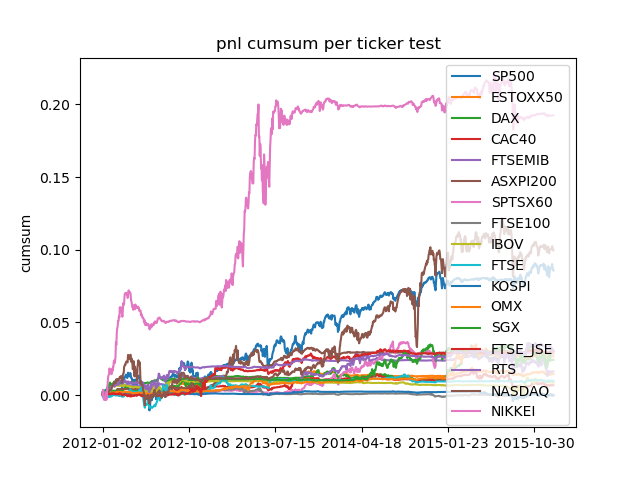 pnl cumsum per ticker test
cumsum
0.20
0.15
0.10
0.05
0.00
SP500
ESTOXX50
DAX
CAC40
FTSEMIB
ASXPI200
SPTSX60
FTSE100
IBOV
FTSE
KOSPI
OMX
SGX
FTSE_JSE
RTS
NASDAQ
NIKKEI
2012-01-02 2012-10-08 2013-07-15 2014-04-18 2015-01-23 2015-10-30